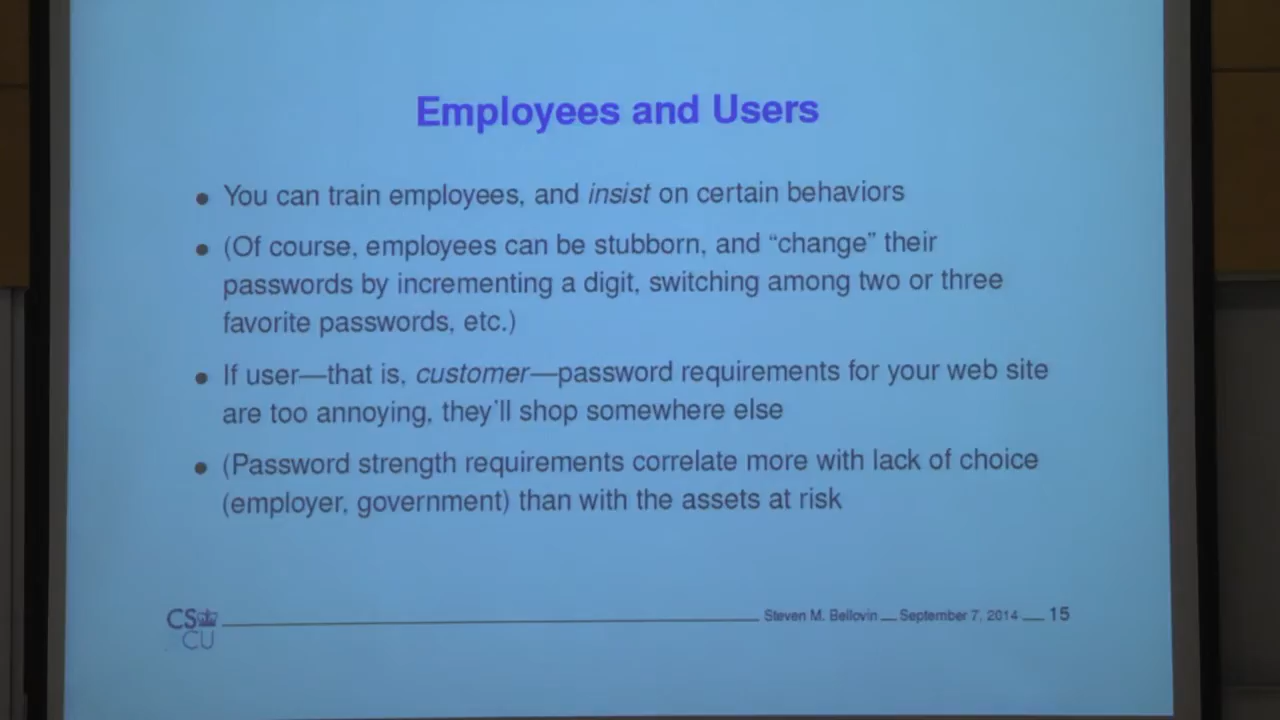 Employees and Users
• You can train employees, and insist on certain behaviors
• (Of course, employees can be stubborn, and “change” their
passwords by incrementing a digit, switching among two or three
favorite passwords, etc.)
• If user—that is, customer—password requirements for your web site
are too annoying, they’ll shop somewhere else
• (Password strength requirements correlate more with lack of choice
(employer, government) than with the assets at risk
CS
CU
Steven M. Bellovin — September 7, 2014 — 15